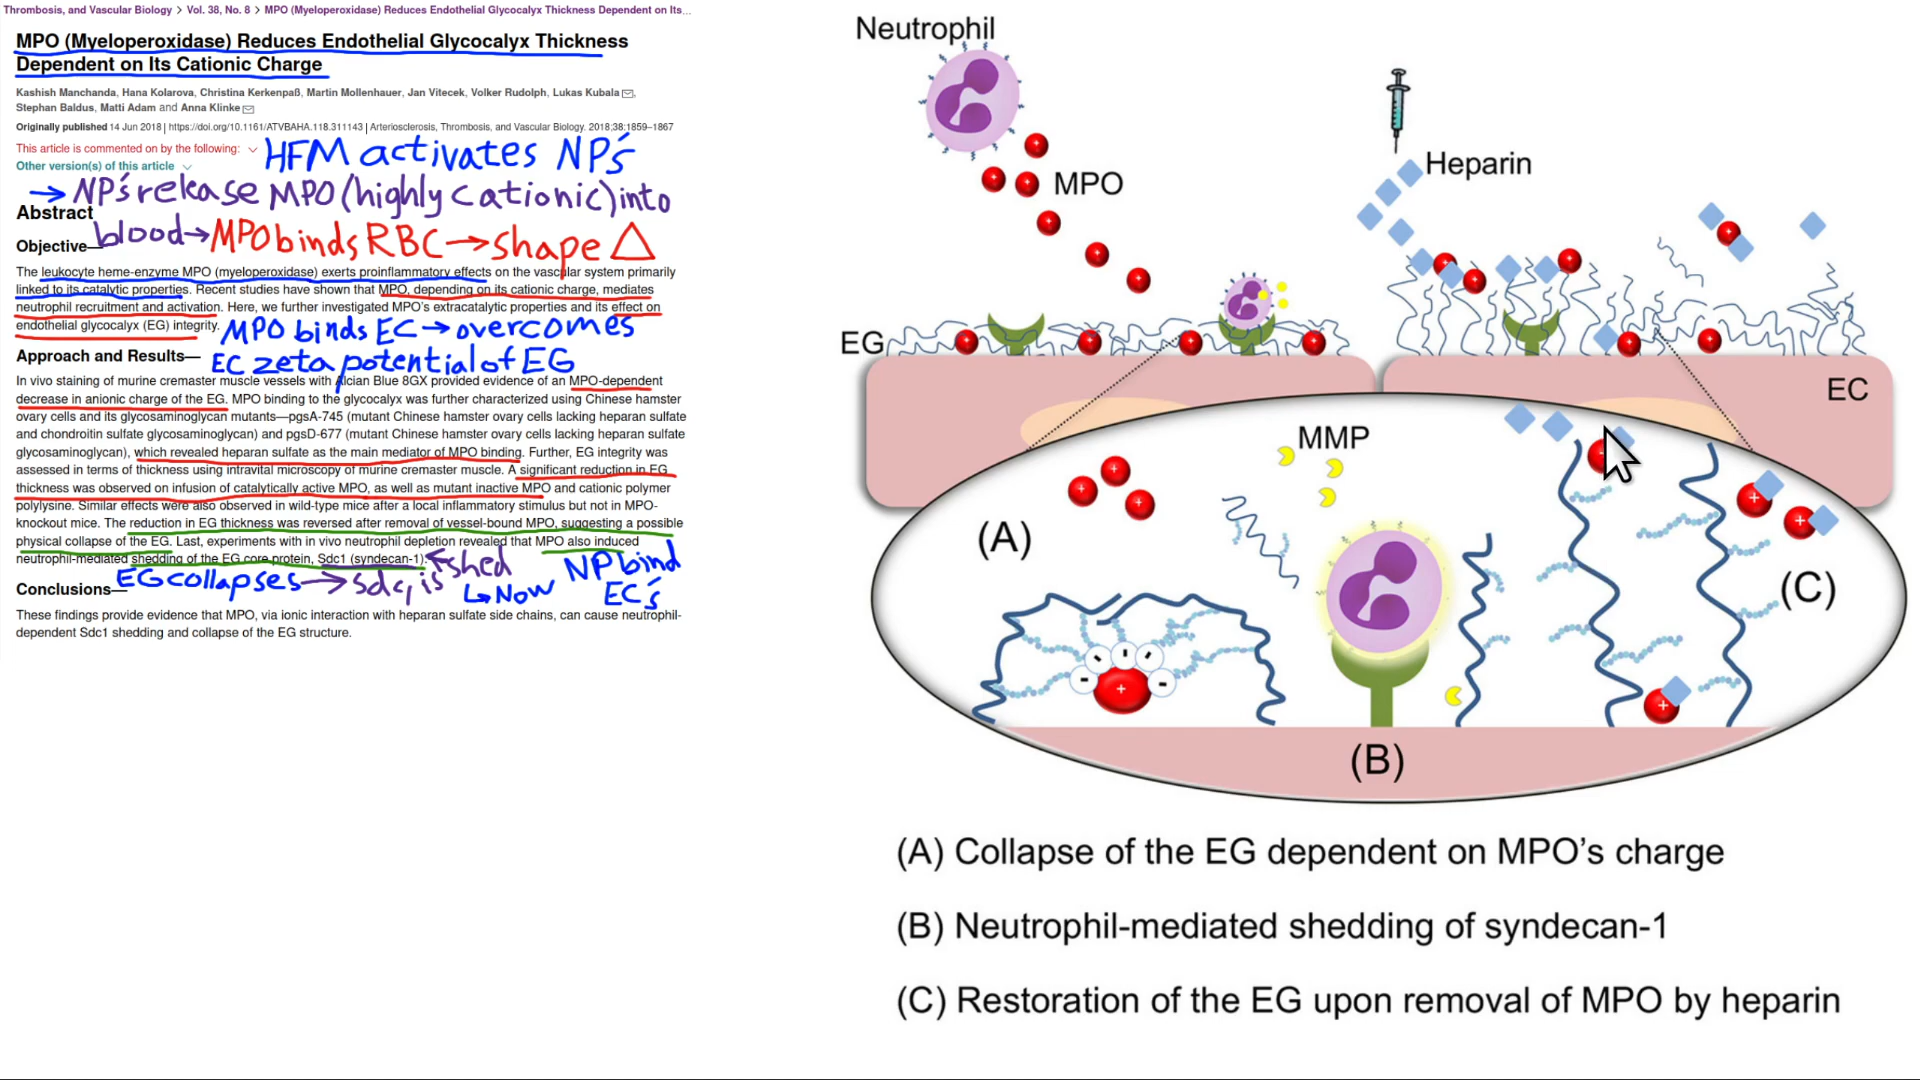 Thrombosis, and Vascular Biology > Vol. 38, No. 8 > MPO (Myeloperoxidase) Reduces Endothelial Glycocalyx Thickness Dependent on Its...
MPO (Myeloperoxidase) Reduces Endothelial Glycocalyx Thickness
Dependent on Its Cationic Charge
Kashish Manchanda, Hana Kolarova, Christina Kerkenpaß, Martin Mollenhauer, Jan Vitecek, Volker Rudolph, Lukas Kubala,
Stephan Baldus, Matti Adam and Anna Klinke
Originally published 14 Jun 2018 | https://doi.org/10.1161/ATVBAHA.118.311143 | Arteriosclerosis, Thrombosis, and Vascular Biology. 2018;38:1859–1867
This article is commented on by the following:
HFM activates NP's
Other version(s) of this article
→ NP's release MPO (highly cationic) into
Abstract
blood → MPO binds RBC → shape △
Objective—
The leukocyte heme-enzyme MPO (myeloperoxidase) exerts proinflammatory effects on the vascular system primarily
linked to its catalytic properties. Recent studies have shown that MPO, depending on its cationic charge, mediates
neutrophil recruitment and activation. Here, we further investigated MPO's extracatalytic properties and its effect on
endothelial glycocalyx (EG) integrity.
MPO binds EC → overcomes
Approach and Results—
EC zeta potential of EG
In vivo staining of murine cremaster muscle vessels with Alcian Blue 8GX provided evidence of an MPO-dependent
decrease in anionic charge of the EG. MPO binding to the glycocalyx was further characterized using Chinese hamster
ovary cells and its glycosaminoglycan mutants—pgsA-745 (mutant Chinese hamster ovary cells lacking heparan sulfate
and chondroitin sulfate glycosaminoglycan) and pgsD-677 (mutant Chinese hamster ovary cells lacking heparan sulfate
glycosaminoglycan), which revealed heparan sulfate as the main mediator of MPO binding. Further, EG integrity was
assessed in terms of thickness using intravital microscopy of murine cremaster muscle. A significant reduction in EG
thickness was observed on infusion of catalytically active MPO, as well as mutant inactive MPO and cationic polymer
polylysine. Similar effects were also observed in wild-type mice after a local inflammatory stimulus but not in MPO-
knockout mice. The reduction in EG thickness was reversed after removal of vessel-bound MPO, suggesting a possible
physical collapse of the EG. Last, experiments with in vivo neutrophil depletion revealed that MPO also induced
neutrophil-mediated shedding of the EG core protein, Sdc1 (syndecan-1).
EG collapses → sdc1 is shed
↳ Now NP bind
EC's
Conclusions—
These findings provide evidence that MPO, via ionic interaction with heparan sulfate side chains, can cause neutrophil-
dependent Sdc1 shedding and collapse of the EG structure.
Neutrophil
MPO
Heparin
EG
EC
MMP
(A)
(C)
(B)
(A) Collapse of the EG dependent on MPO's charge
(B) Neutrophil-mediated shedding of syndecan-1
(C) Restoration of the EG upon removal of MPO by heparin